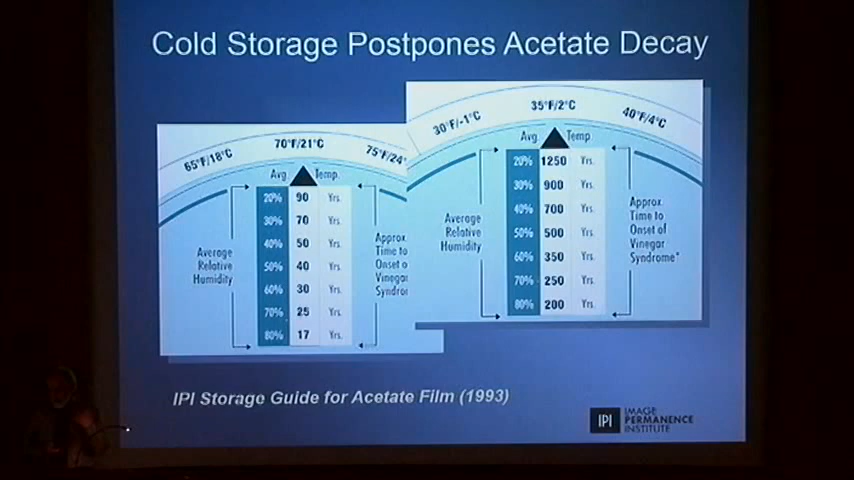 Cold Storage Postpones Acetate Decay
65°F/18°C
70°F/21°C
75°F/24°
Avg. Temp.
20% 90 Yrs.
30% 70 Yrs.
40% 50 Yrs.
50% 40 Yrs.
60% 30 Yrs.
70% 25 Yrs.
80% 17 Yrs.
Average
Relative
Humidity
Approx.
Time to
Onset o
Vinegar
Syndror
30°F/-1°C
35°F/2°C
40°F/4°C
Avg. Temp.
20% 1250 Yrs.
30% 900 Yrs.
40% 700 Yrs.
50% 500 Yrs.
60% 350 Yrs.
70% 250 Yrs.
80% 200 Yrs.
Average
Relative
Humidity
Approx.
Time to
Onset of
Vinegar
Syndrome*
IPI Storage Guide for Acetate Film (1993)
IPI
IMAGE
PERMANENCE
INSTITUTE